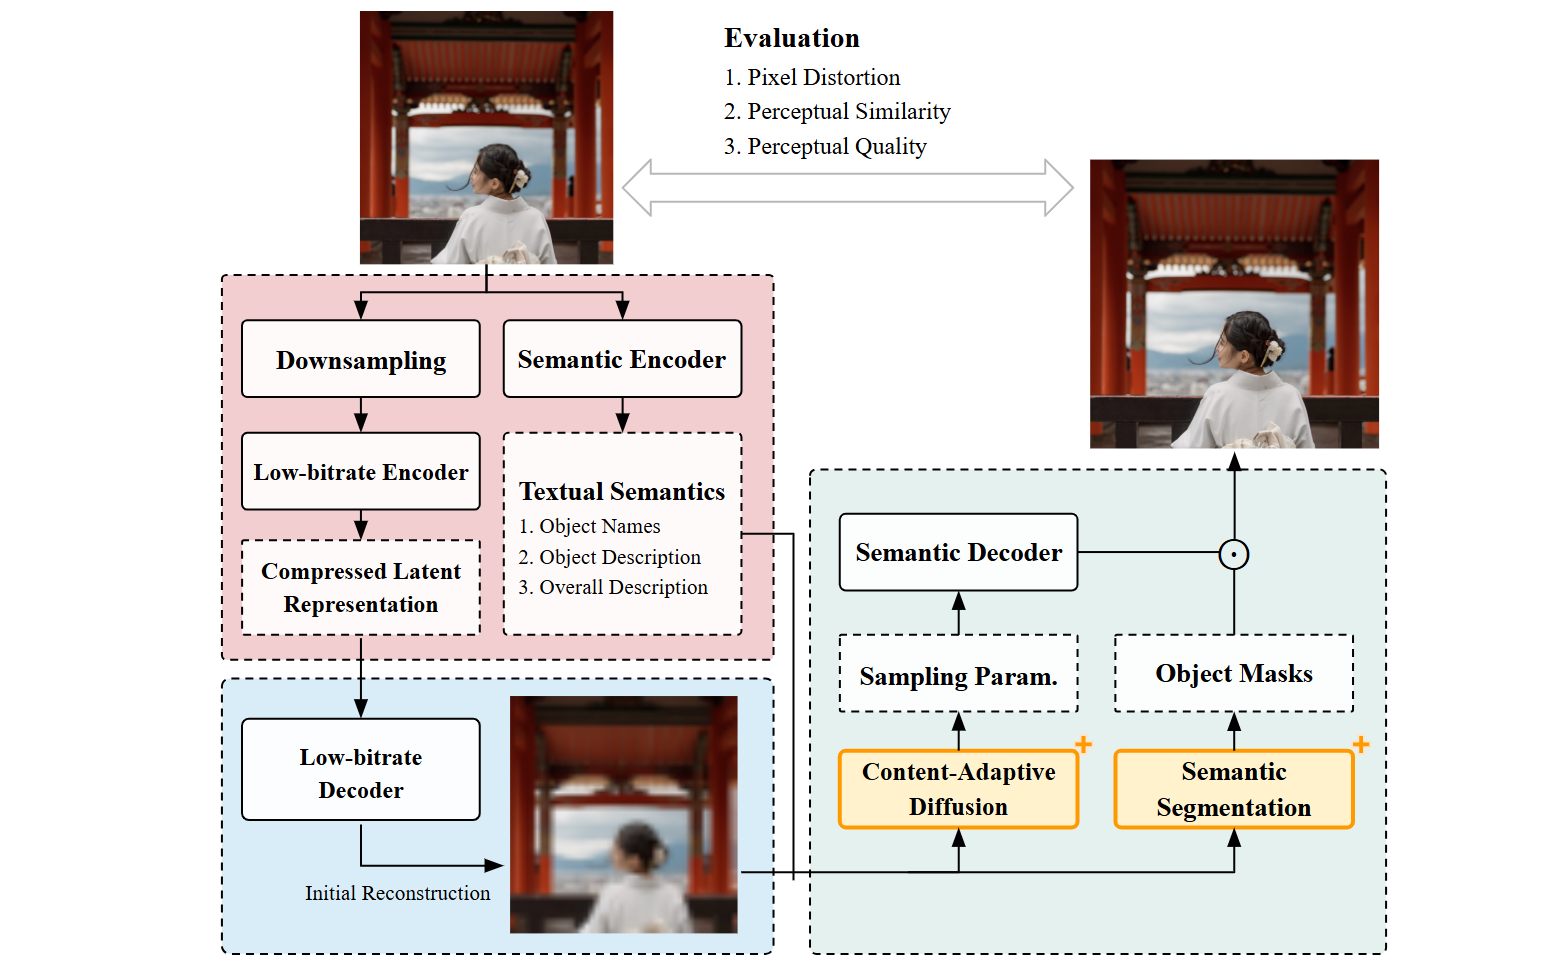 Evaluation
1. Pixel Distortion
2. Perceptual Similarity
3. Perceptual Quality
Downsampling
Semantic Encoder
Low-bitrate Encoder
Textual Semantics
1. Object Names
2. Object Description
3. Overall Description
Compressed Latent
Representation
Low-bitrate
Decoder
Initial Reconstruction
Semantic Decoder
Sampling Param.
Object Masks
Content-Adaptive
Diffusion
Semantic
Segmentation